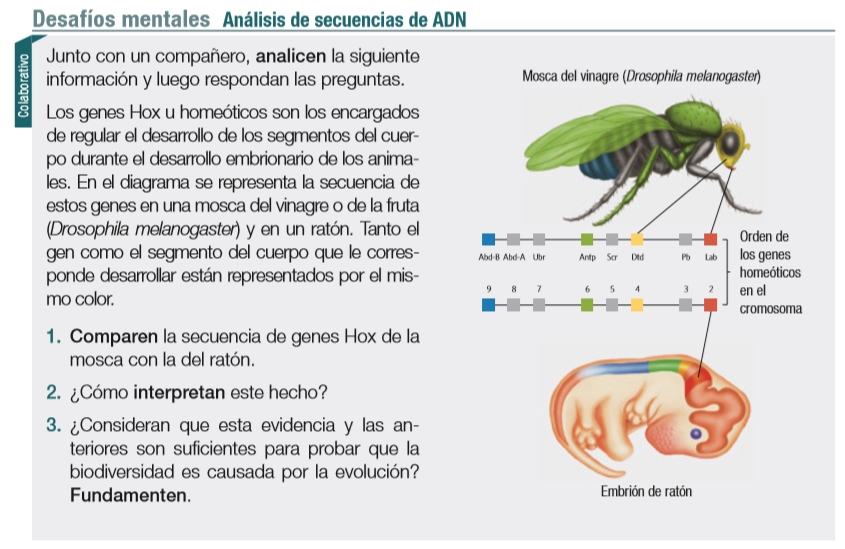 Desafíos mentales Análisis de secuencias de ADN
Colaborativo
Junto con un compañero, analicen la siguiente
información y luego respondan las preguntas.
Los genes Hox u homeóticos son los encargados
de regular el desarrollo de los segmentos del cuer-
po durante el desarrollo embrionario de los anima-
les. En el diagrama se representa la secuencia de
estos genes en una mosca del vinagre o de la fruta
(Drosophila melanogaster) y en un ratón. Tanto el
gen como el segmento del cuerpo que le corres-
ponde desarrollar están representados por el mis-
mo color.
1. Comparen la secuencia de genes Hox de la
mosca con la del ratón.
2. ¿Cómo interpretan este hecho?
3. ¿Consideran que esta evidencia y las an-
teriores son suficientes para probar que la
biodiversidad es causada por la evolución?
Fundamenten.
Mosca del vinagre (Drosophila melanogaster)
Abd-B Abd-A Ubr Antp Scr Dfd Pb Lab
9 8 7 6 5 4 3 2
Orden de
los genes
homeóticos
en el
cromosoma
Embrión de ratón